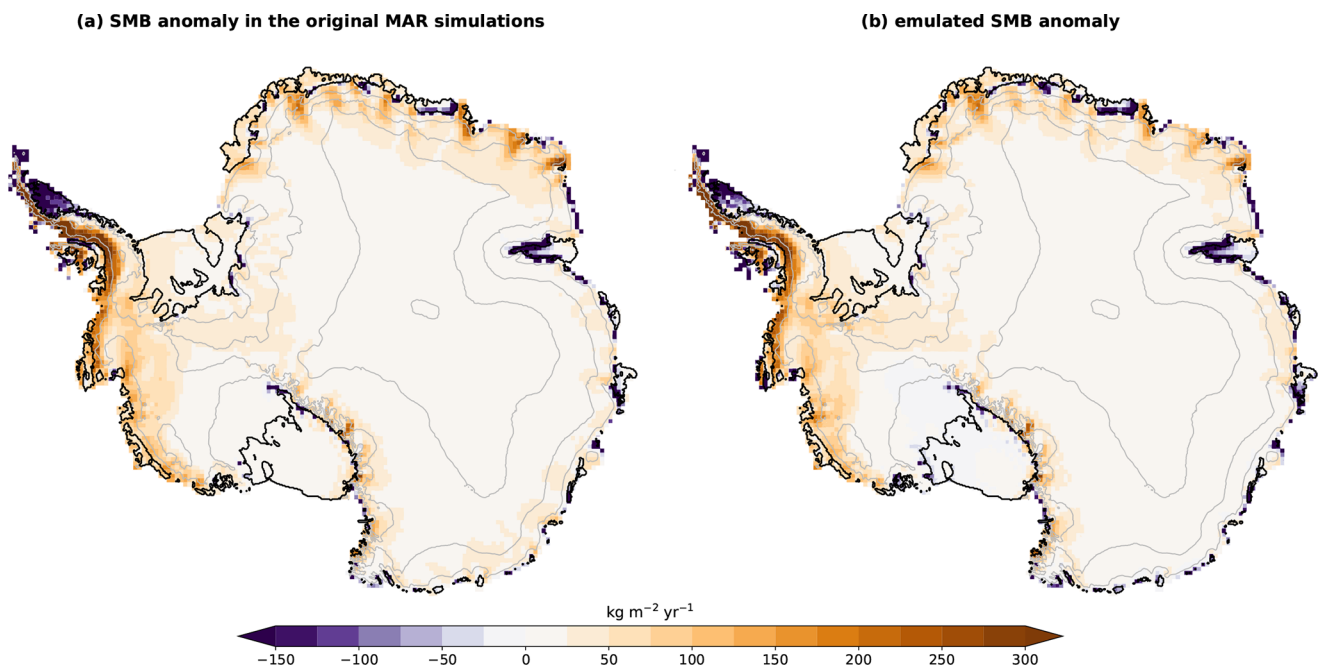 (a) SMB anomaly in the original MAR simulations
(b) emulated SMB anomaly
kg m⁻² yr⁻¹
−150 −100 −50 0 50 100 150 200 250 300